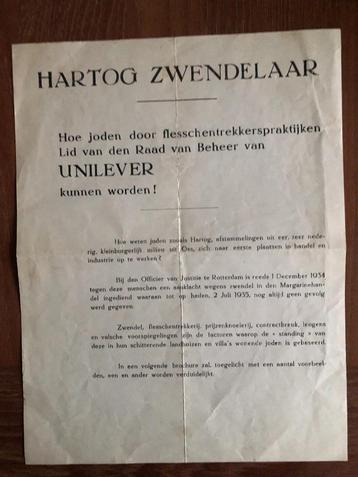 HARTOG ZWENDELAAR
Hoe joden door flesschentrekkerspraktijken
Lid van den Raad van Beheer van
UNILEVER
kunnen worden!
Hoe weten joden zooals Hartog, afstammelingen uit een zeer nede-
rig, kleinburgerlijk milieu uit Oss, zich naar eerste plaatsen in handel en
industrie op te werken?
Bij den Officier van Justitie te Rotterdam is reeds 1 December 1934
tegen deze menschen een aanklacht wegens zwendel in den Margarinehan-
del ingediend waaraan tot op heden, 2 Juli 1935, nog altijd geen gevolg
werd gegeven.
Zwendel, flesschentrekkerij, prijzenknoeierij, contractbreuk, leugens
en valsche voorspiegelingen zijn de factoren waarop de « standing » van
deze in hun schitterende landhuizen en villa's wonende joden is gebaseerd.
In een volgende brochure zal, toegelicht met een aantal voorbeel-
den, een en ander worden verduidelijkt.